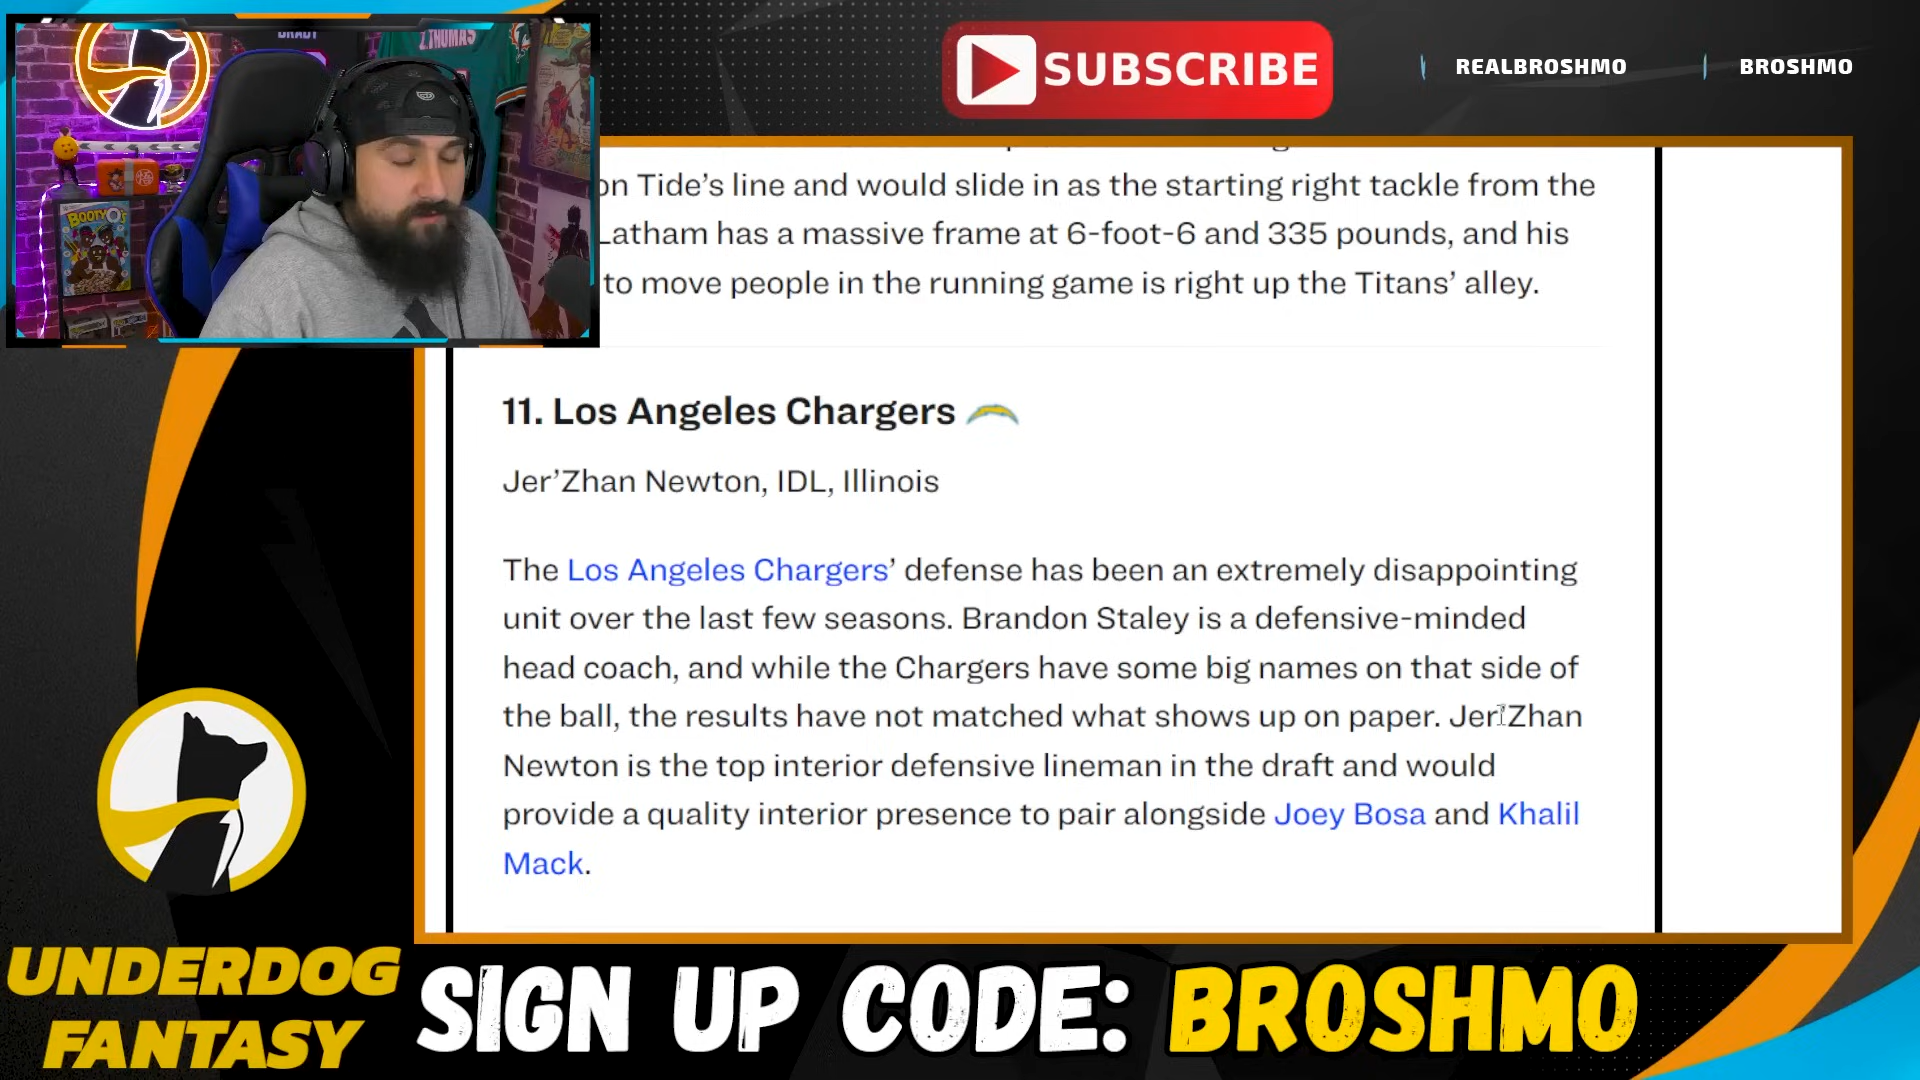 BRADY
Z.THOMAS
BOOTY O's
SUBSCRIBE
REALBROSHMO
BROSHMO
on Tide’s line and would slide in as the starting right tackle from the
Latham has a massive frame at 6-foot-6 and 335 pounds, and his
to move people in the running game is right up the Titans’ alley.
11. Los Angeles Chargers
Jer’Zhan Newton, IDL, Illinois
The Los Angeles Chargers’ defense has been an extremely disappointing
unit over the last few seasons. Brandon Staley is a defensive-minded
head coach, and while the Chargers have some big names on that side of
the ball, the results have not matched what shows up on paper. Jer’Zhan
Newton is the top interior defensive lineman in the draft and would
provide a quality interior presence to pair alongside Joey Bosa and Khalil
Mack.
UNDERDOG
FANTASY
SIGN UP CODE: BROSHMO